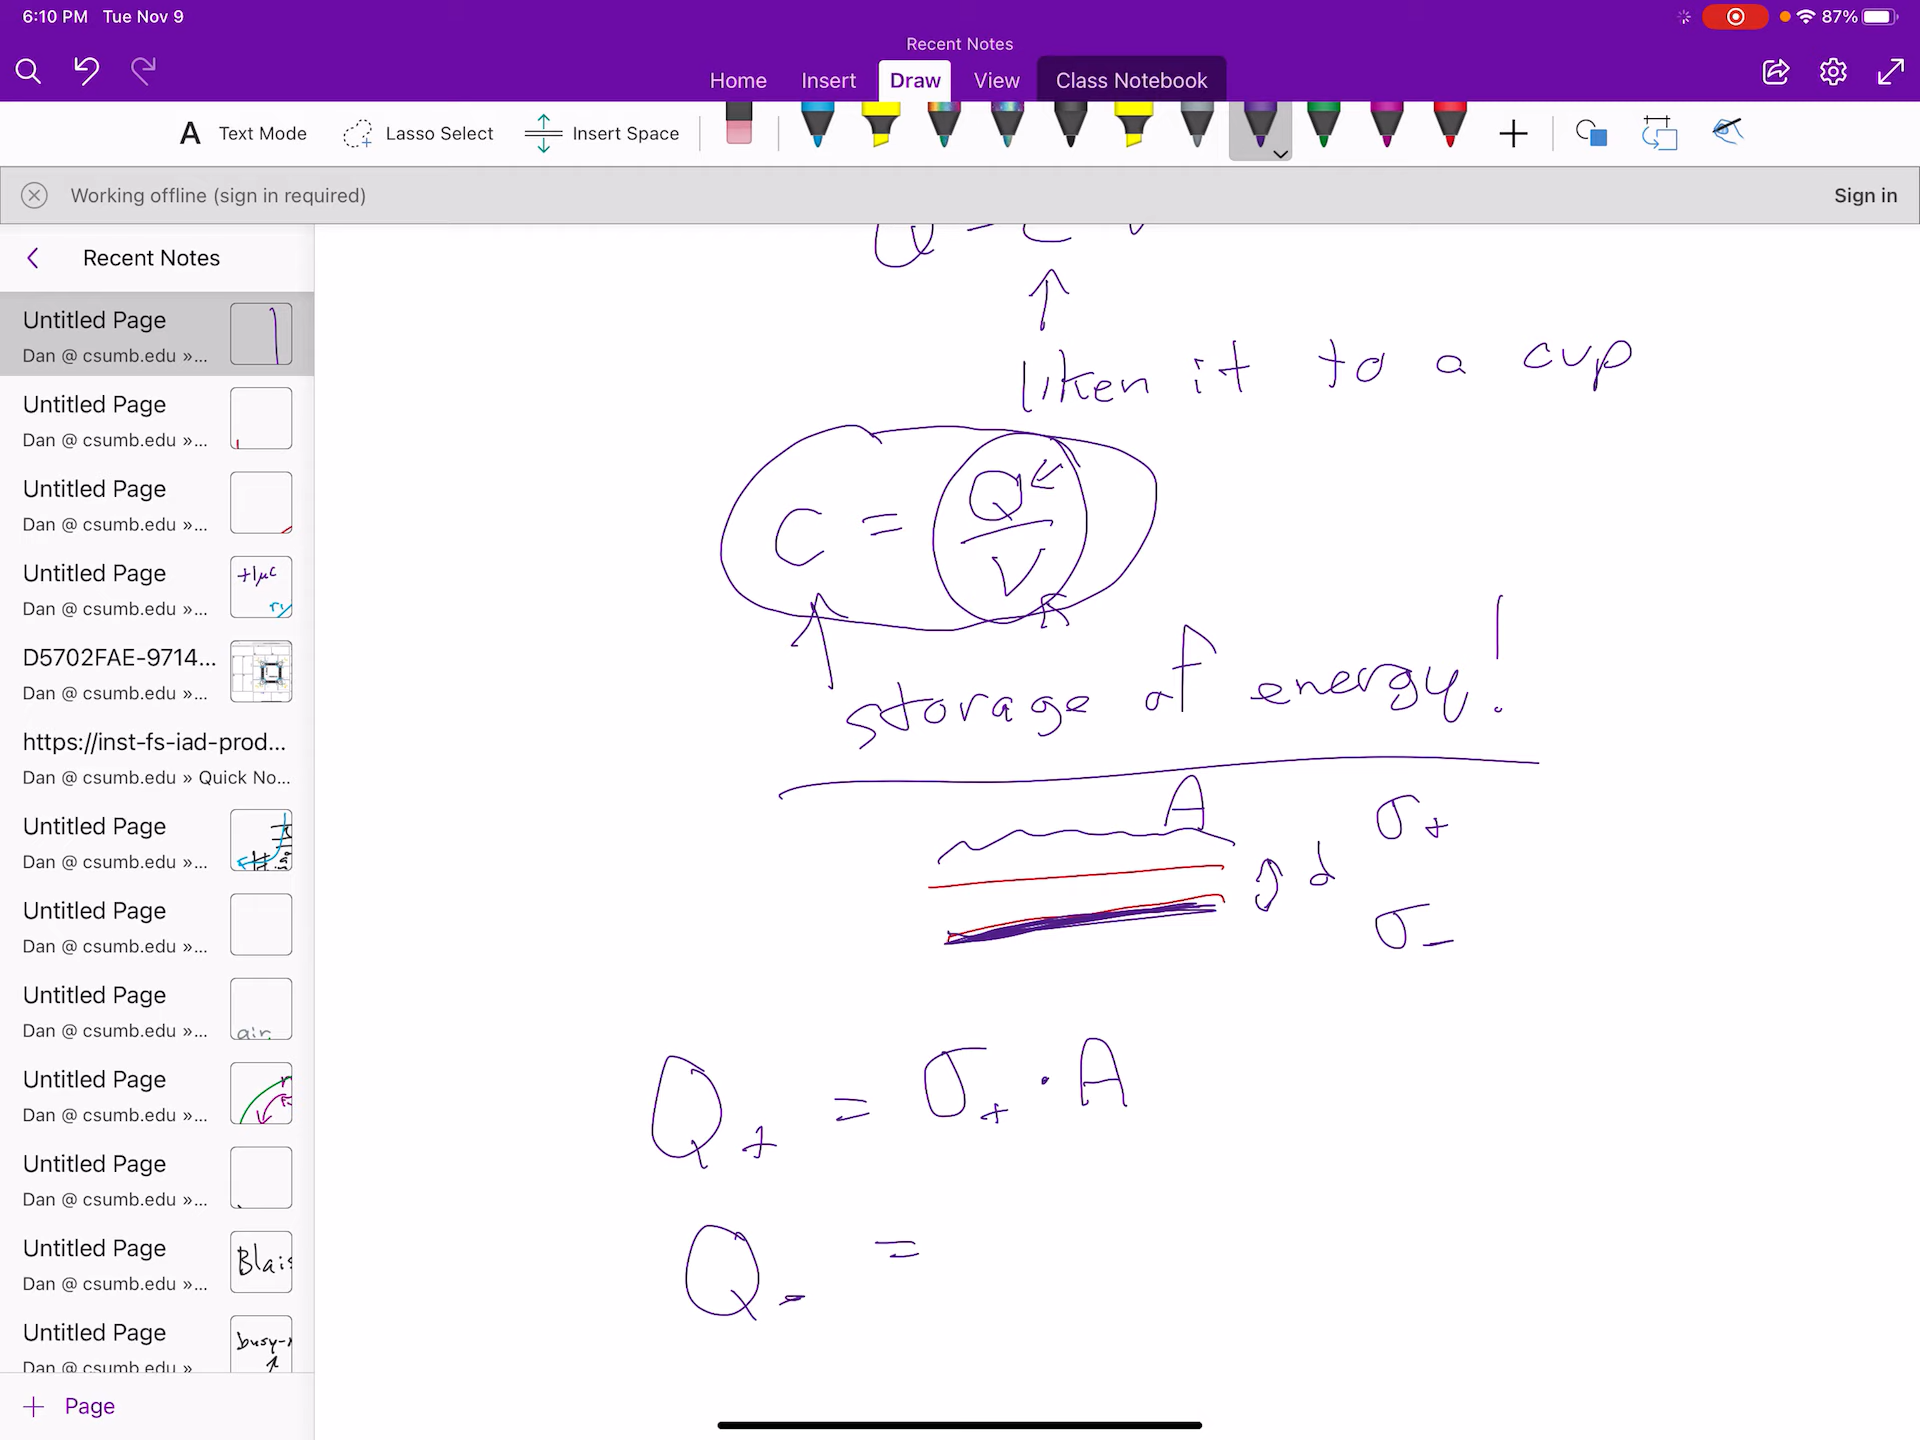 6:10 PM Tue Nov 9
87%
Recent Notes
Home Insert Draw View Class Notebook
A Text Mode Lasso Select Insert Space
Working offline (sign in required) Sign in
Recent Notes
Untitled Page
Dan @ csumb.edu »...
Untitled Page
Dan @ csumb.edu »...
Untitled Page
Dan @ csumb.edu »...
Untitled Page
Dan @ csumb.edu »...
+1μC
D5702FAE-9714...
Dan @ csumb.edu »...
https://inst-fs-iad-prod...
Dan @ csumb.edu » Quick No...
Untitled Page
Dan @ csumb.edu »...
Untitled Page
Dan @ csumb.edu »...
Untitled Page
Dan @ csumb.edu »...
air
Untitled Page
Dan @ csumb.edu »...
Untitled Page
Dan @ csumb.edu »...
Untitled Page
Dan @ csumb.edu »...
Blais
Untitled Page
Dan @ csumb.edu »
busy-
+ Page
Q = C V
liken it to a cup
C = Q/V
storage of energy!
A
σ+
d
σ-
Q+ = σ+ · A
Q- =